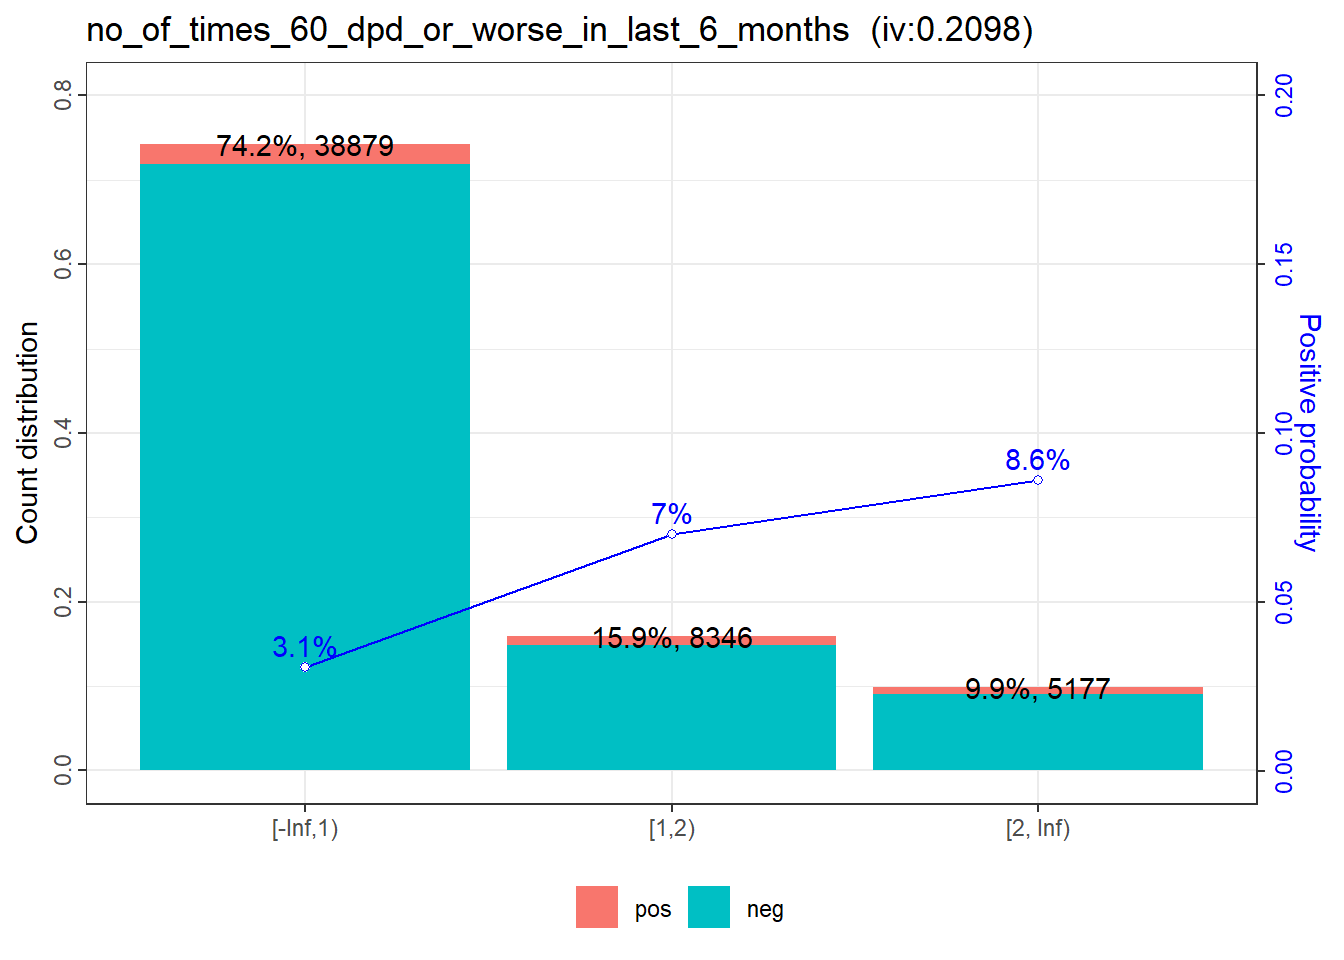 no_of_times_60_dpd_or_worse_in_last_6_months  (iv:0.2098)
Count distribution
0.8
0.6
0.4
0.2
0.0
74.2%, 38879
15.9%, 8346
9.9%, 5177
3.1%
7%
8.6%
0.20
0.15
0.10
0.05
0.00
Positive probability
[-Inf,1)
[1,2)
[2, Inf)
pos
neg